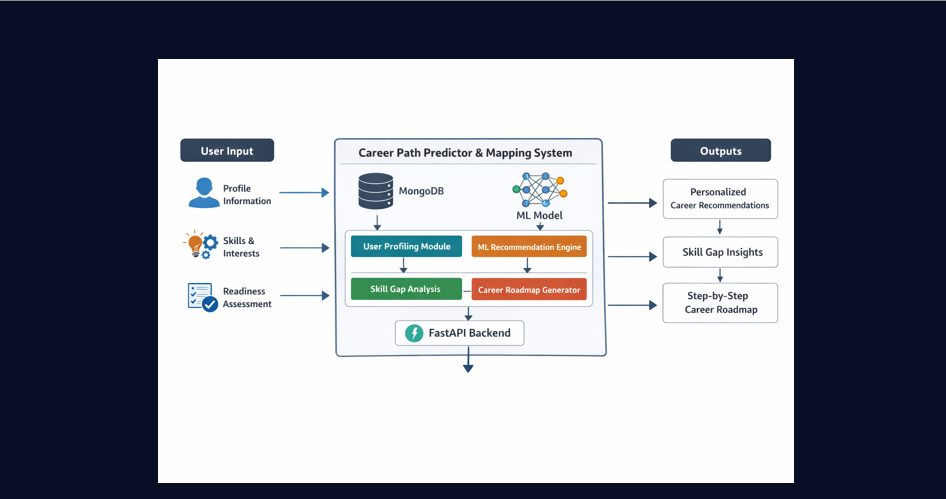 User Input
Career Path Predictor & Mapping System
Outputs
Profile
Information
MongoDB
ML Model
Personalized
Career Recommendations
Skills &
Interests
User Profiling Module
ML Recommendation Engine
Skill Gap Insights
Readiness
Assessment
Skill Gap Analysis
Career Roadmap Generator
Step-by-Step
Career Roadmap
FastAPI Backend